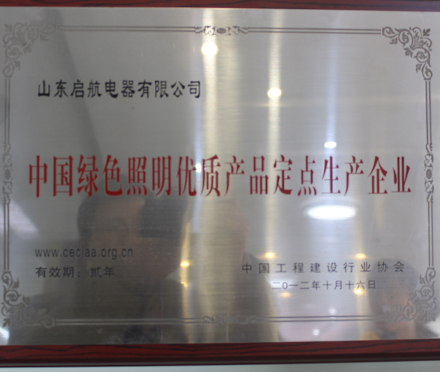 山东启航电器有限公司
中国绿色照明优质产品定点生产企业
www.ceciaa.org.cn
有效期：贰年
中国工程建设行业协会
二〇一二年十月十六日